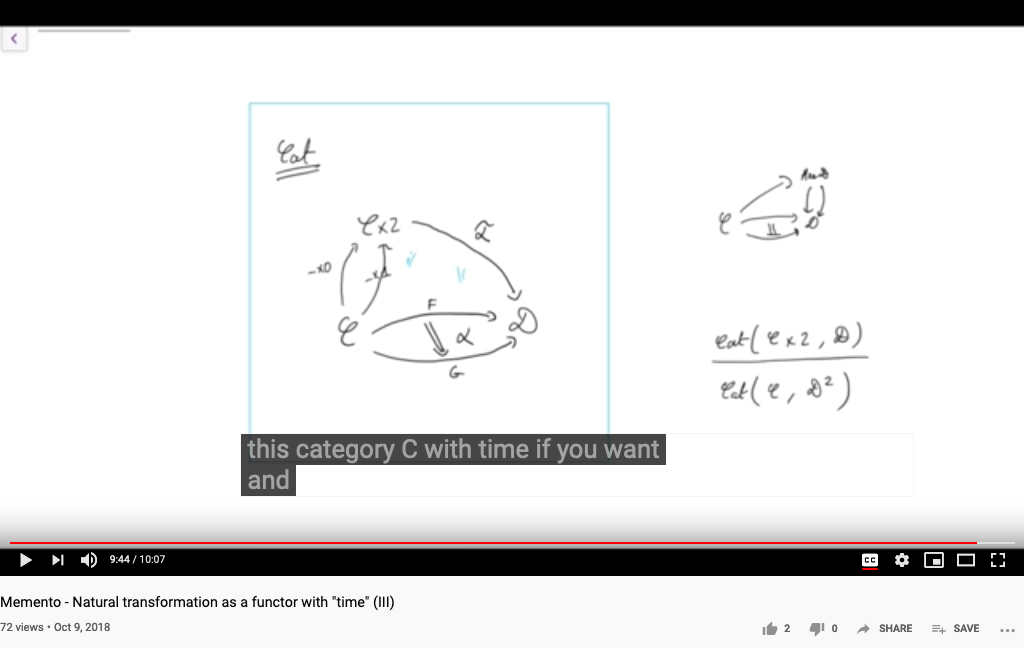 Cat
C×2
-×0
-×1
F
α
G
C
D
C
D
Cat(C×2, D)
Cat(C, D²)
this category C with time if you want
and
9:44 / 10:07
CC
Memento - Natural transformation as a functor with "time" (III)
72 views • Oct 9, 2018
2
0
SHARE
SAVE